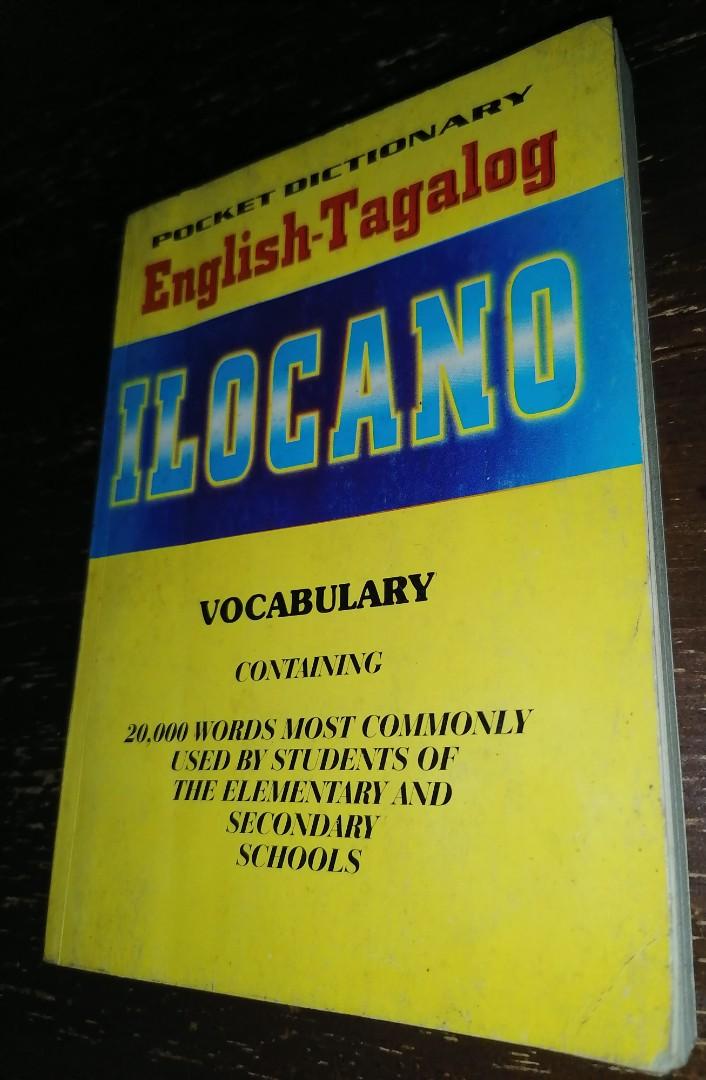 POCKET DICTIONARY
English-Tagalog
ILOCANO
VOCABULARY
CONTAINING
20,000 WORDS MOST COMMONLY
USED BY STUDENTS OF
THE ELEMENTARY AND
SECONDARY
SCHOOLS